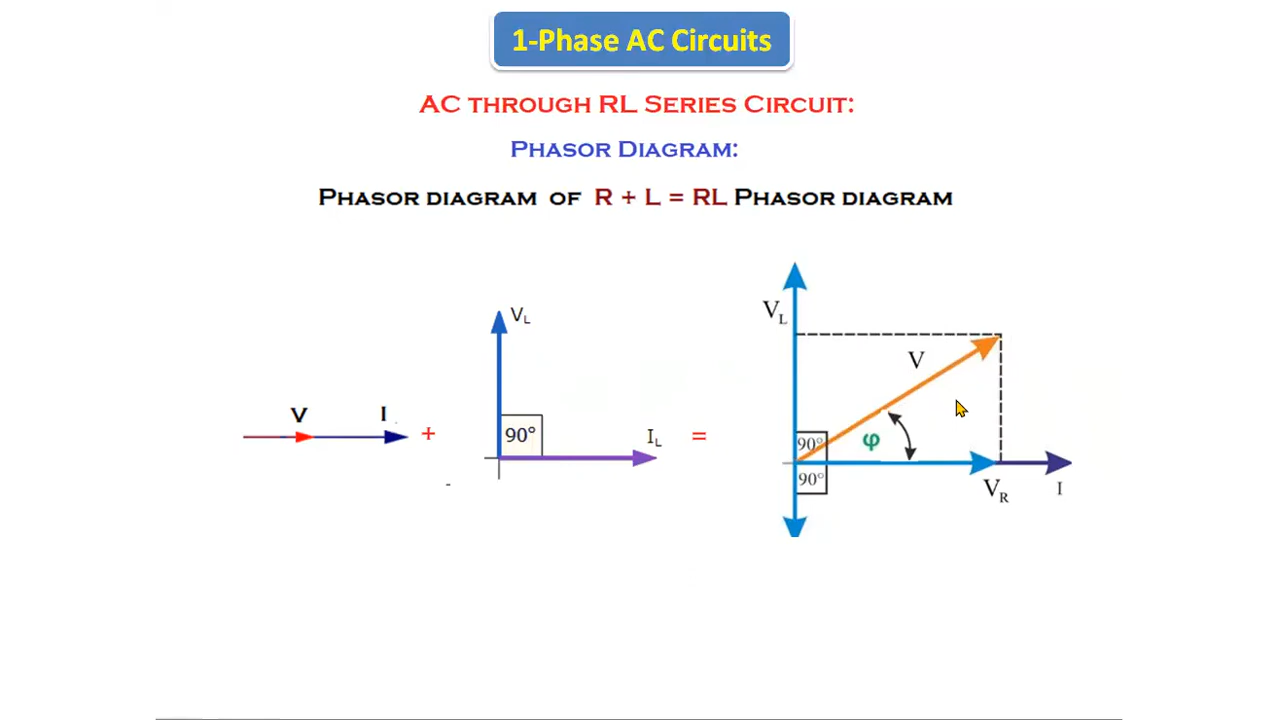 1-Phase AC Circuits
AC THROUGH RL SERIES CIRCUIT:
PHASOR DIAGRAM:
PHASOR DIAGRAM OF R + L = RL PHASOR DIAGRAM
V I + VL 90° IL =
VL V 90° φ 90° VR I